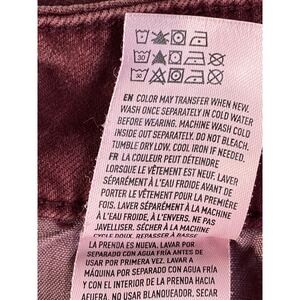 EN COLOR MAY TRANSFER WHEN NEW.
WASH ONCE SEPARATELY IN COLD WATER
BEFORE WEARING. MACHINE WASH COLD
INSIDE OUT SEPARATELY. DO NOT BLEACH.
TUMBLE DRY LOW. COOL IRON IF NEEDED.
FR LA COULEUR PEUT DÉTEINDRE
LORSQUE LE VÊTEMENT EST NEUF. LAVER
SÉPARÉMENT À L'EAU FROIDE AVANT DE
PORTER LE VÊTEMENT POUR LA PREMIÈRE
FOIS. LAVER SÉPARÉMENT À LA MACHINE
À L'EAU FROIDE, À L'ENVERS. NE PAS
JAVELLISER. SÉCHER À LA MACHINE
CYCLE DOUX. REPASSER À BASSE
LA PRENDA ES NUEVA. LAVAR POR
SEPARADO CON AGUA FRÍA ANTES DE
USAR POR PRIMERA VEZ. LAVAR A
MÁQUINA POR SEPARADO CON AGUA FRÍA
Y CON EL INTERIOR DE LA PRENDA HACIA
AFUERA. NO USAR BLANQUEADOR. SECAR